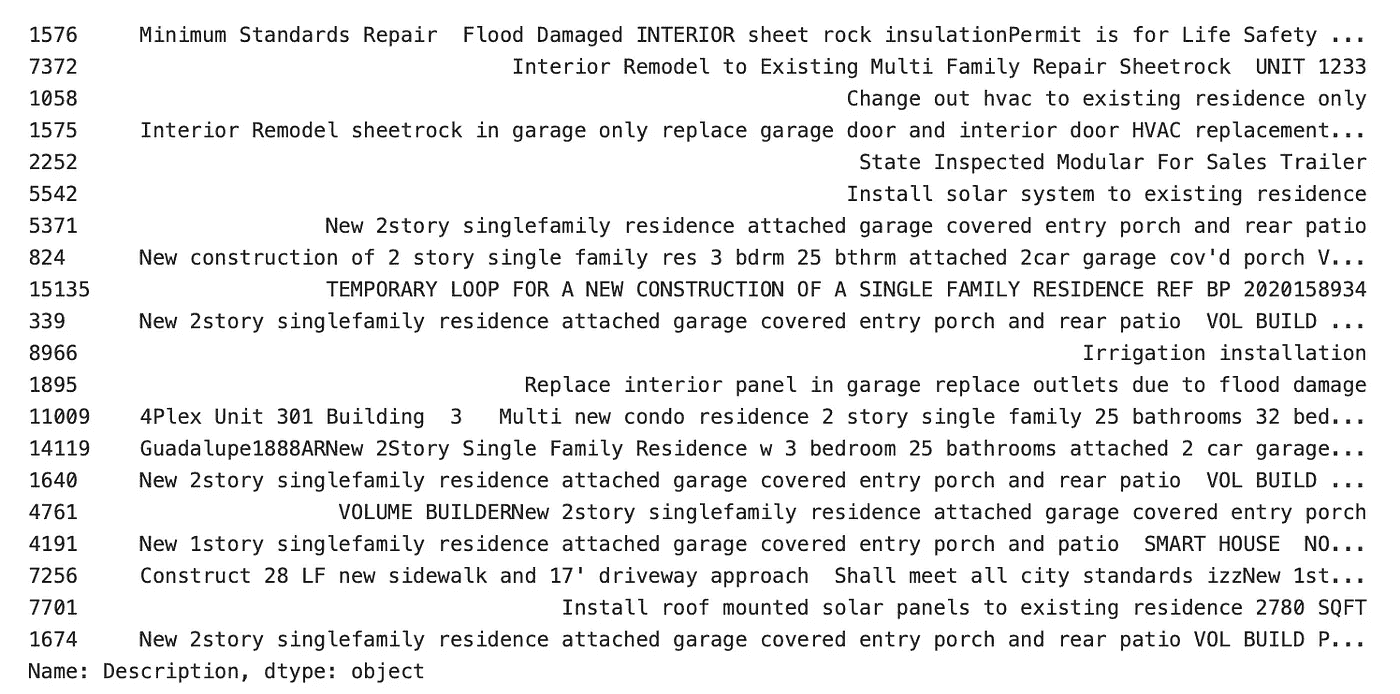 1576 Minimum Standards Repair  Flood Damaged INTERIOR sheet rock insulationPermit is for Life Safety ...
7372 Interior Remodel to Existing Multi Family Repair Sheetrock  UNIT 1233
1058 Change out hvac to existing residence only
1575 Interior Remodel sheetrock in garage only replace garage door and interior door HVAC replacement...
2252 State Inspected Modular For Sales Trailer
5542 Install solar system to existing residence
5371 New 2story singlefamily residence attached garage covered entry porch and rear patio
824 New construction of 2 story single family res 3 bdrm 25 bthrm attached 2car garage cov'd porch V...
15135 TEMPORARY LOOP FOR A NEW CONSTRUCTION OF A SINGLE FAMILY RESIDENCE REF BP 2020158934
339 New 2story singlefamily residence attached garage covered entry porch and rear patio  VOL BUILD ...
8966 Irrigation installation
1895 Replace interior panel in garage replace outlets due to flood damage
11009 4Plex Unit 301 Building  3   Multi new condo residence 2 story single family 25 bathrooms 32 bed...
14119 Guadalupe1888ARNew 2Story Single Family Residence w 3 bedroom 25 bathrooms attached 2 car garage...
1640 New 2story singlefamily residence attached garage covered entry porch and rear patio  VOL BUILD ...
4761 VOLUME BUILDERNew 2story singlefamily residence attached garage covered entry porch
4191 New 1story singlefamily residence attached garage covered entry porch and patio  SMART HOUSE  NO...
7256 Construct 28 LF new sidewalk and 17' driveway approach  Shall meet all city standards izzNew 1st...
7701 Install roof mounted solar panels to existing residence 2780 SQFT
1674 New 2story singlefamily residence attached garage covered entry porch and rear patio VOL BUILD P...
Name: Description, dtype: object